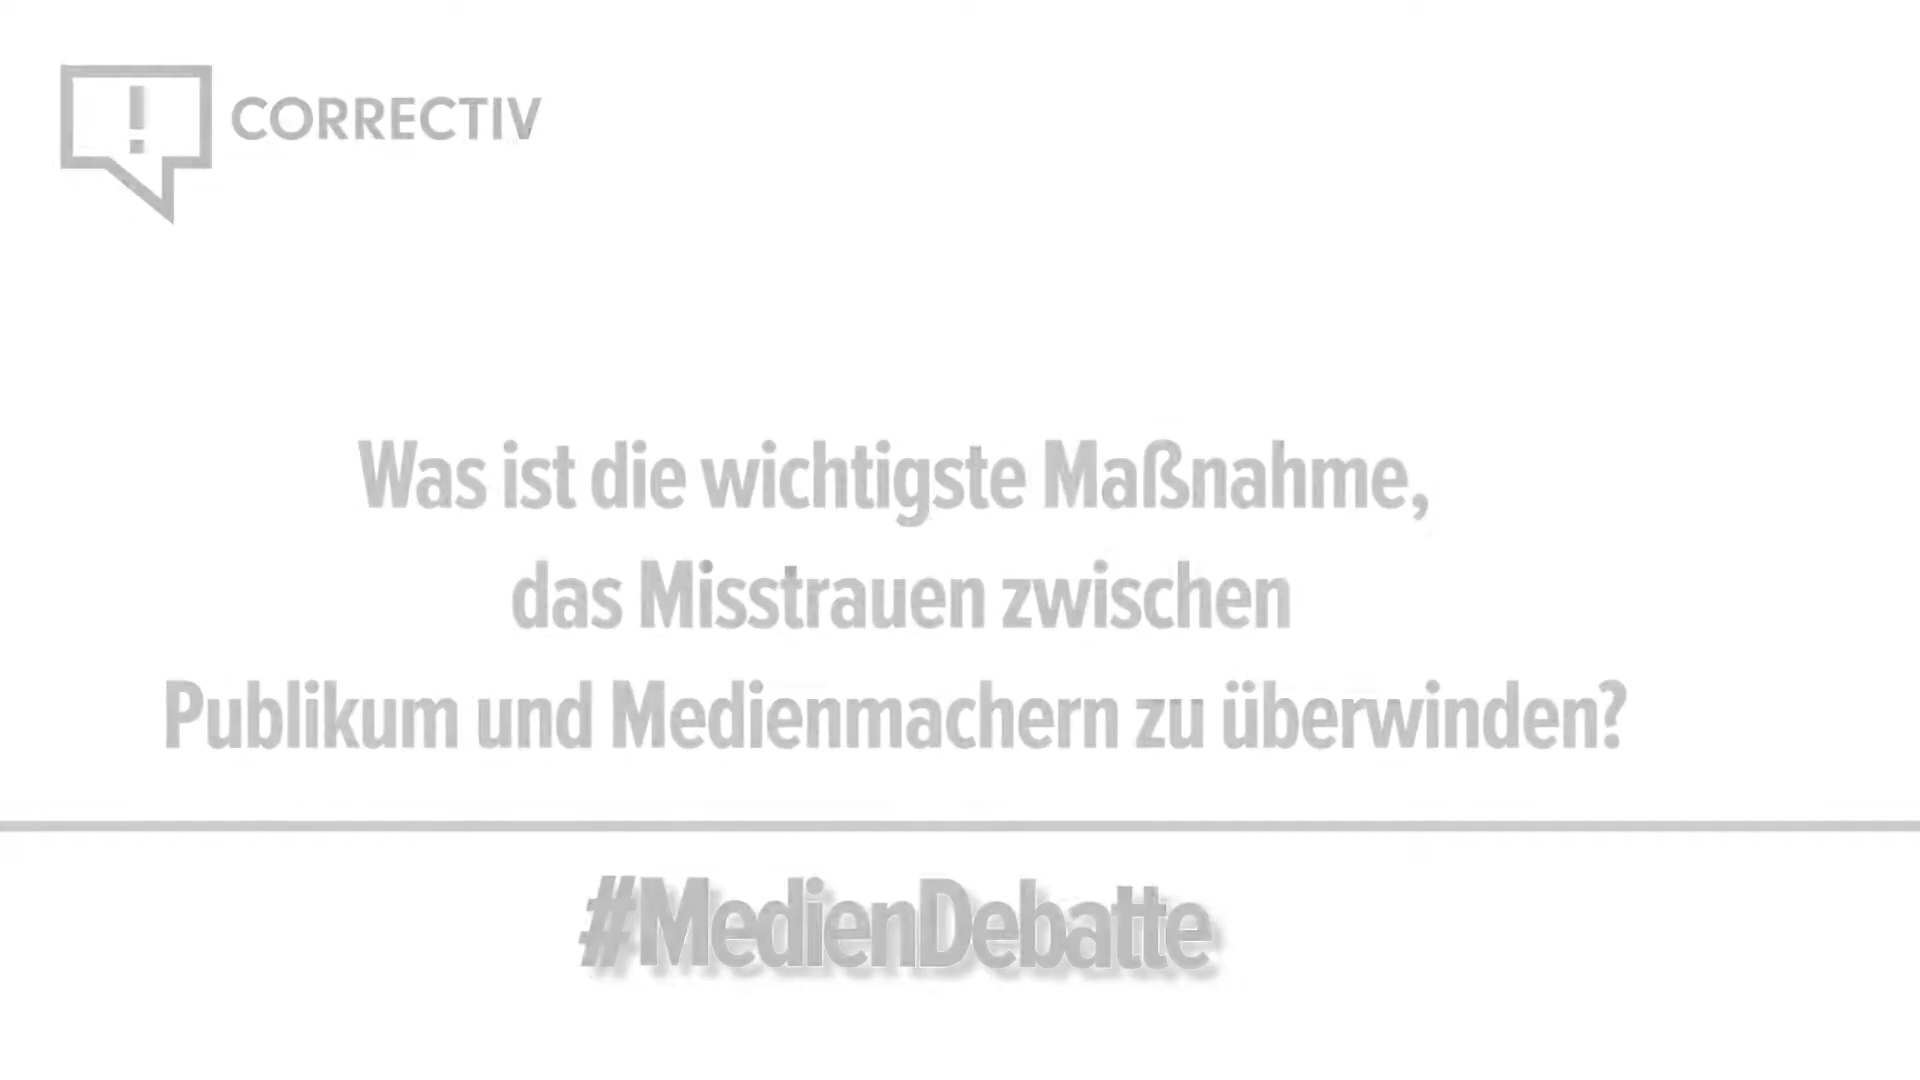 CORRECTIV
Was ist die wichtigste Maßnahme,
das Misstrauen zwischen
Publikum und Medienmachern zu überwinden?
#MedienDebatte